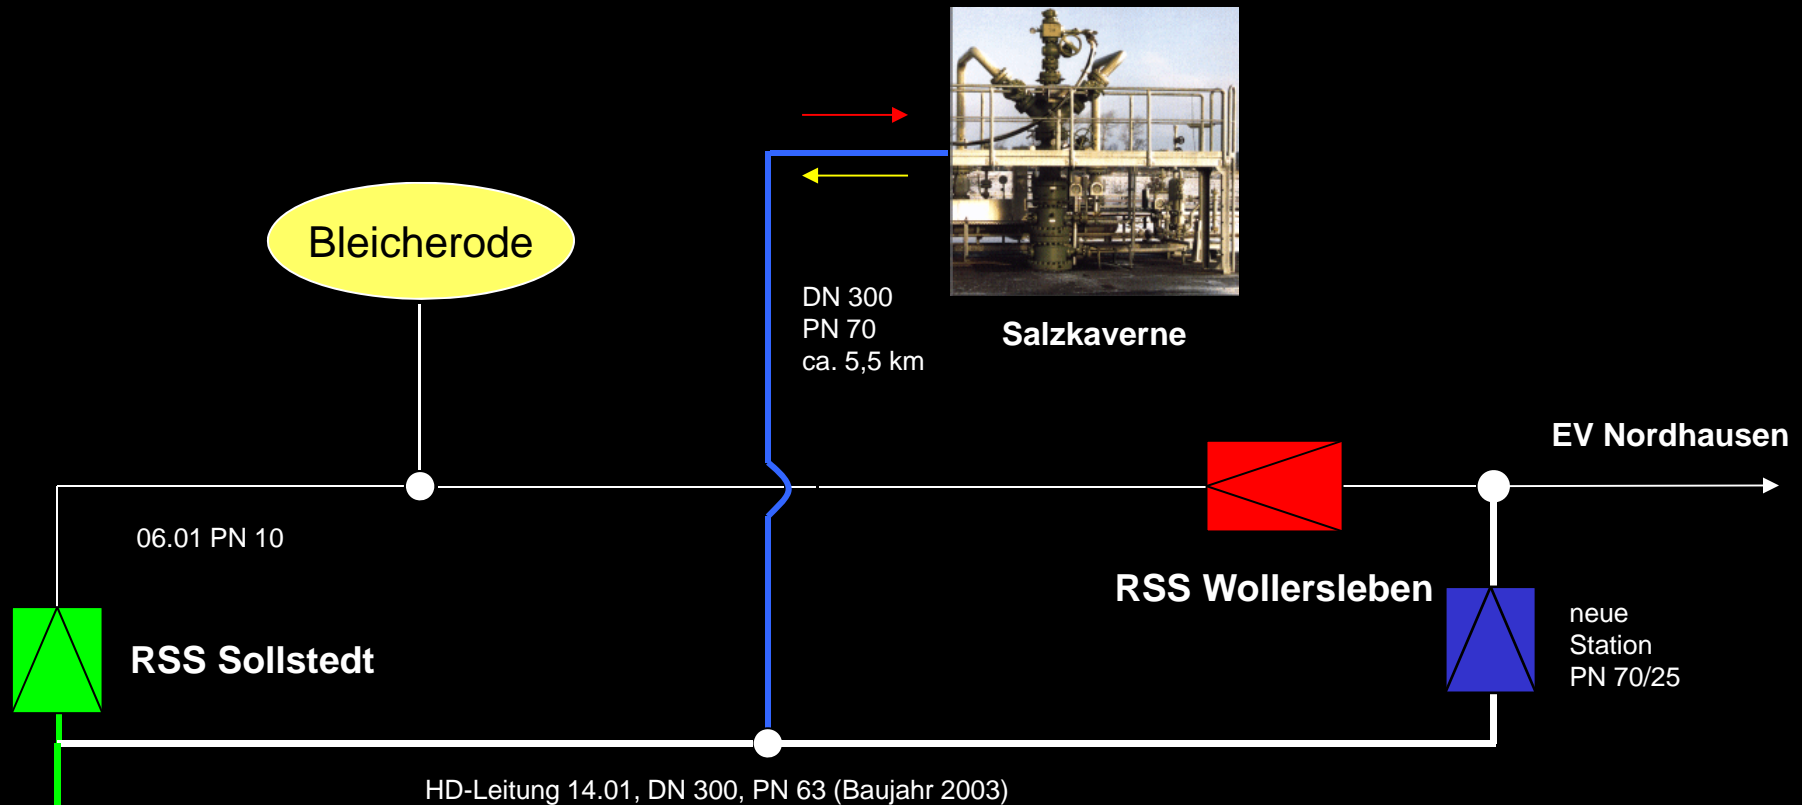 Bleicherode
DN 300
PN 70
ca. 5,5 km
Salzkaverne
EV Nordhausen
06.01 PN 10
RSS Wollersleben
neue
Station
PN 70/25
RSS Sollstedt
HD-Leitung 14.01, DN 300, PN 63 (Baujahr 2003)